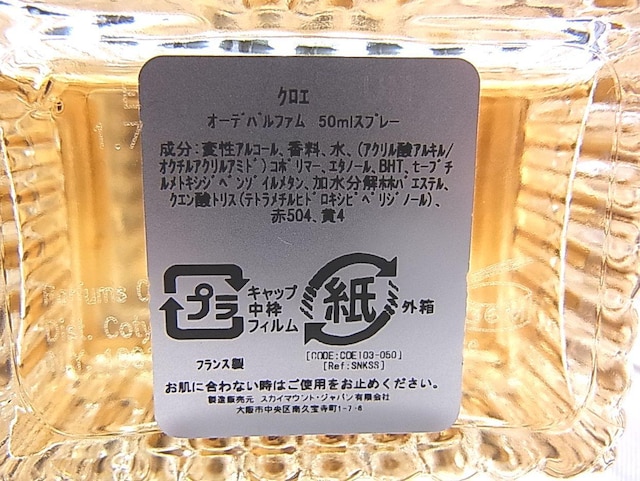 クロエ
オーデパルファム 50mlスプレー
成分：変性アルコール、香料、水、（アクリル酸アルキル/
オクチルアクリルアミド）コポリマー、エタノール、BHT、t-ブチ
ルメトキシジベンゾイルメタン、加水分解ホホバエステル、
クエン酸トリス（テトラメチルヒドロキシピペリジノール）、
赤504、黄4
プラ
キャップ
中枠
フィルム
紙
外箱
フランス製
[CODE:COE103-050]
[Ref:SNKS8]
お肌に合わない時はご使用をお止めください。
製造販売元 スカイマウント・ジャパン有限会社
大阪市中央区南久宝寺町1-7-6
Parfums C
Dist. Coty